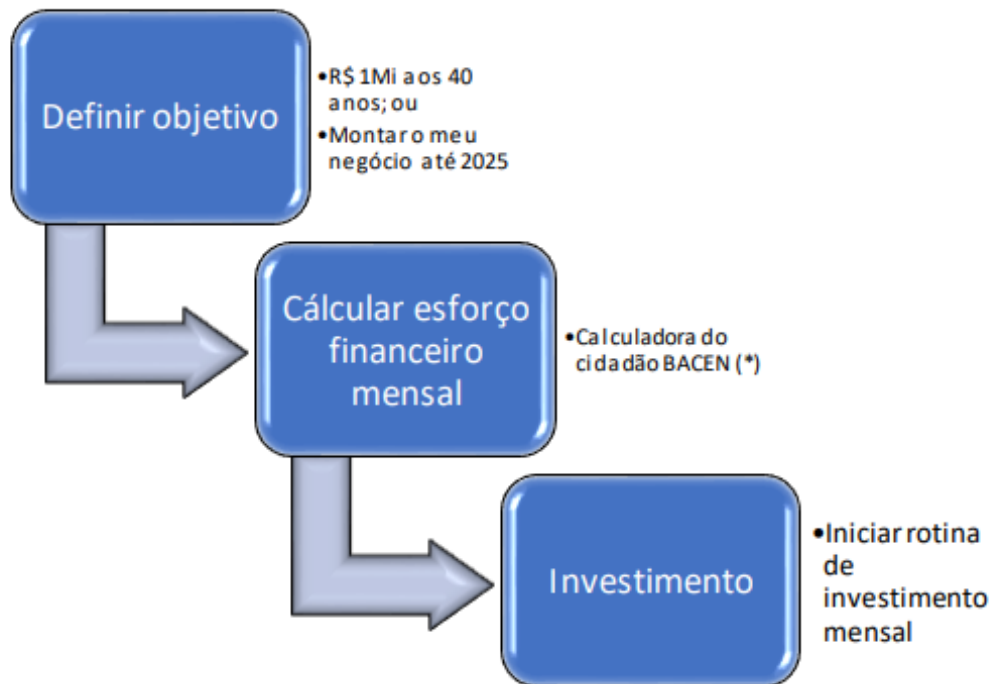 Definir objetivo
•R$ 1Mi aos 40
anos; ou
•Montar o meu
negócio até 2025
Cálcular esforço
financeiro
mensal
•Calculadora do
cidadão BACEN (*)
Investimento
•Iniciar rotina
de
investimento
mensal